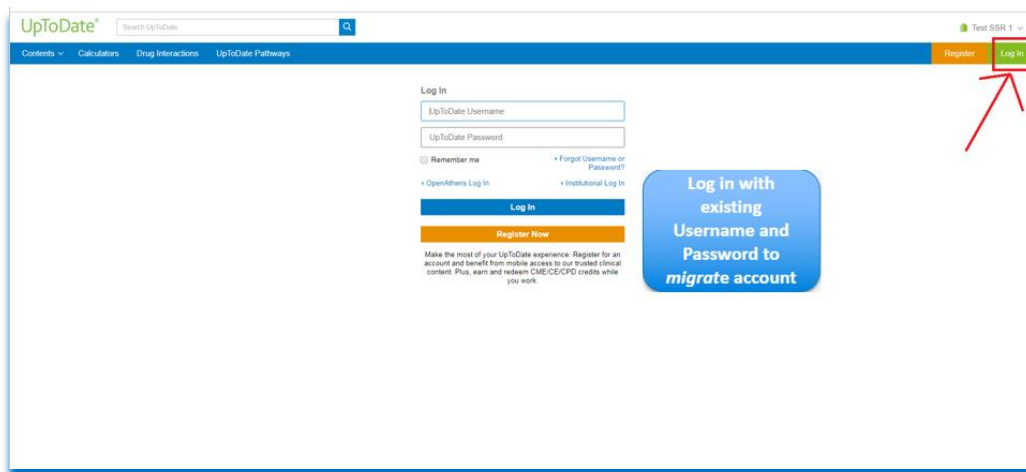 UpToDate®
Search UpToDate
Test SSR 1
Contents
Calculators
Drug Interactions
UpToDate Pathways
Register
Log In
Log In
UpToDate Username
UpToDate Password
Remember me
Forgot Username or
Password?
OpenAthens Log In
Institutional Log In
Log In
Register Now
Make the most of your UpToDate experience: Register for an
account and benefit from mobile access to our trusted clinical
content. Plus, earn and redeem CME/CE/CPD credits while
you work.
Log in with
existing
Username and
Password to
migrate account